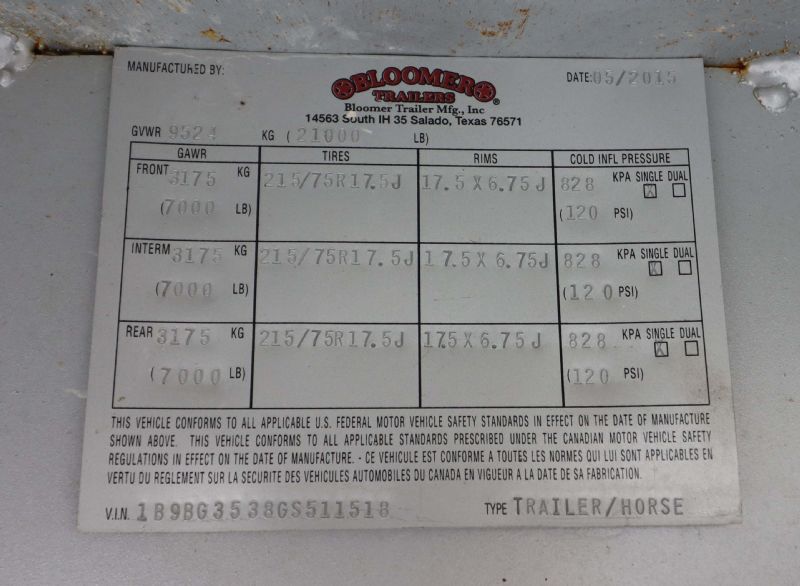 MANUFACTURED BY:
BLOOMER
TRAILERS ®
DATE: 05/2015
Bloomer Trailer Mfg., Inc
14563 South IH 35 Salado, Texas 76571
GVWR 9524 KG (21000 LB)
GAWR TIRES RIMS COLD INFL PRESSURE
FRONT 3175 KG 215/75R17.5J 17.5 X 6.75J 828 KPA SINGLE DUAL
(7000 LB) X (120 PSI)
INTERM 3175 KG 215/75R17.5J 17.5 X 6.75J 828 KPA SINGLE DUAL
(7000 LB) X (120 PSI)
REAR 3175 KG 215/75R17.5J 17.5 X 6.75J 828 KPA SINGLE DUAL
(7000 LB) X (120 PSI)
THIS VEHICLE CONFORMS TO ALL APPLICABLE U.S. FEDERAL MOTOR VEHICLE SAFETY STANDARDS IN EFFECT ON THE DATE OF MANUFACTURE
SHOWN ABOVE. THIS VEHICLE CONFORMS TO ALL APPLICABLE STANDARDS PRESCRIBED UNDER THE CANADIAN MOTOR VEHICLE SAFETY
REGULATIONS IN EFFECT ON THE DATE OF MANUFACTURE. - CE VEHICULE EST CONFORME A TOUTES LES NORMES QUI LUI SONT APPLICABLES EN
VERTU DU REGLEMENT SUR LA SECURITE DES VEHICULES AUTOMOBILES DU CANADA EN VIGUEUR A LA DATE DE SA FABRICATION.
V.I.N. 1B9BG3538GS511518 TYPE TRAILER/HORSE